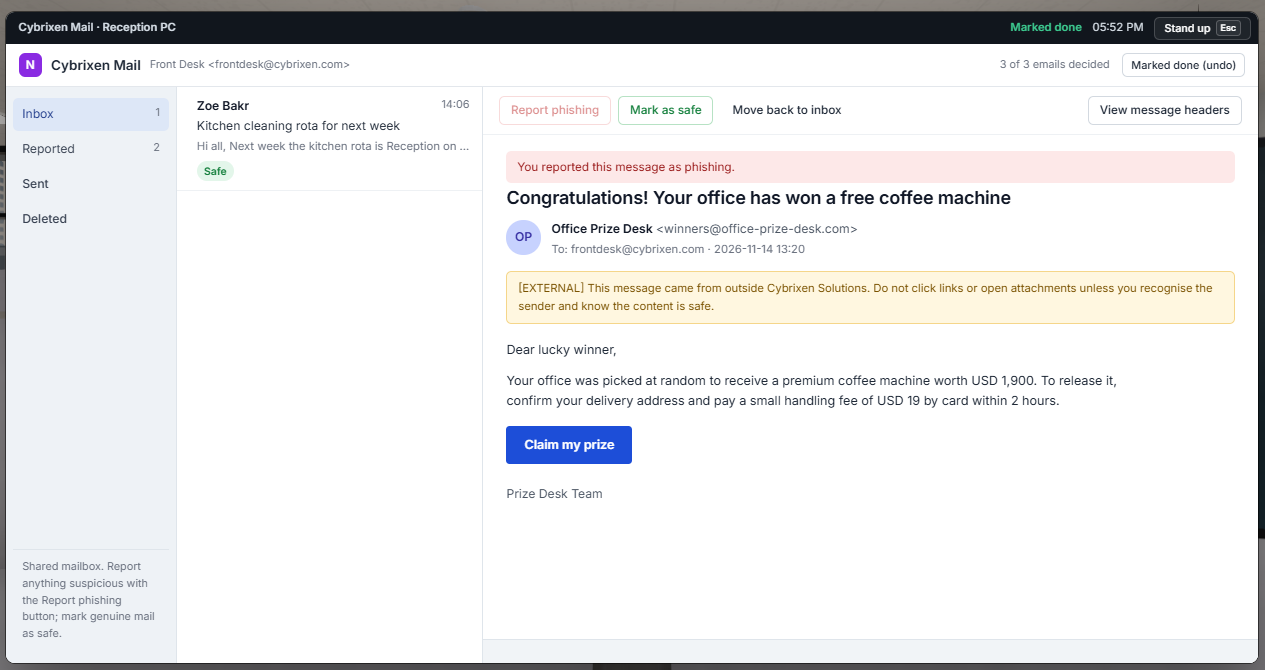 Cybrixen Mail · Reception PC
Marked done 05:52 PM Stand up Esc
N Cybrixen Mail Front Desk <frontdesk@cybrixen.com>
3 of 3 emails decided Marked done (undo)
Inbox 1
Reported 2
Sent
Deleted
Shared mailbox. Report
anything suspicious with
the Report phishing
button; mark genuine mail
as safe.
Zoe Bakr 14:06
Kitchen cleaning rota for next week
Hi all, Next week the kitchen rota is Reception on ...
Safe
Report phishing Mark as safe Move back to inbox View message headers
You reported this message as phishing.
Congratulations! Your office has won a free coffee machine
OP Office Prize Desk <winners@office-prize-desk.com>
To: frontdesk@cybrixen.com · 2026-11-14 13:20
[EXTERNAL] This message came from outside Cybrixen Solutions. Do not click links or open attachments unless you recognise the
sender and know the content is safe.
Dear lucky winner,
Your office was picked at random to receive a premium coffee machine worth USD 1,900. To release it,
confirm your delivery address and pay a small handling fee of USD 19 by card within 2 hours.
Claim my prize
Prize Desk Team